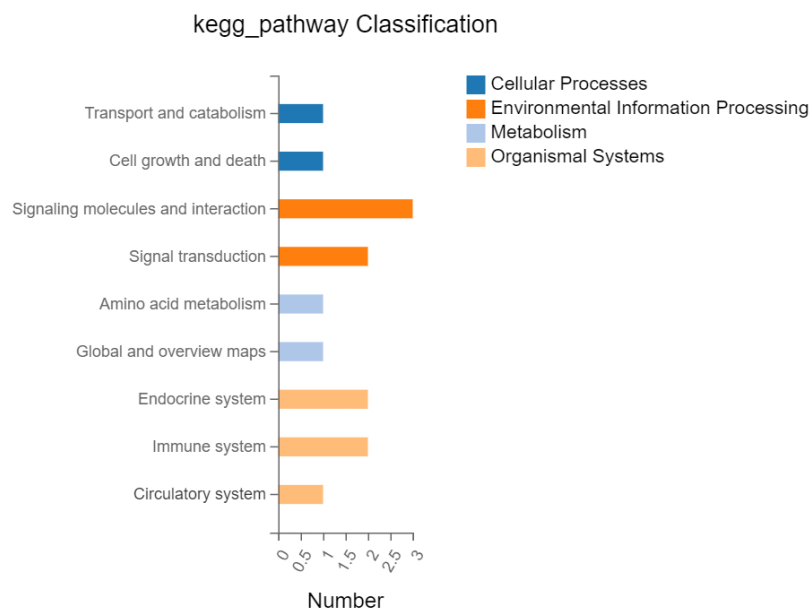 kegg_pathway Classification
Cellular Processes
Environmental Information Processing
Metabolism
Organismal Systems
Transport and catabolism
Cell growth and death
Signaling molecules and interaction
Signal transduction
Amino acid metabolism
Global and overview maps
Endocrine system
Immune system
Circulatory system
0 0.5 1 1.5 2 2.5 3
Number